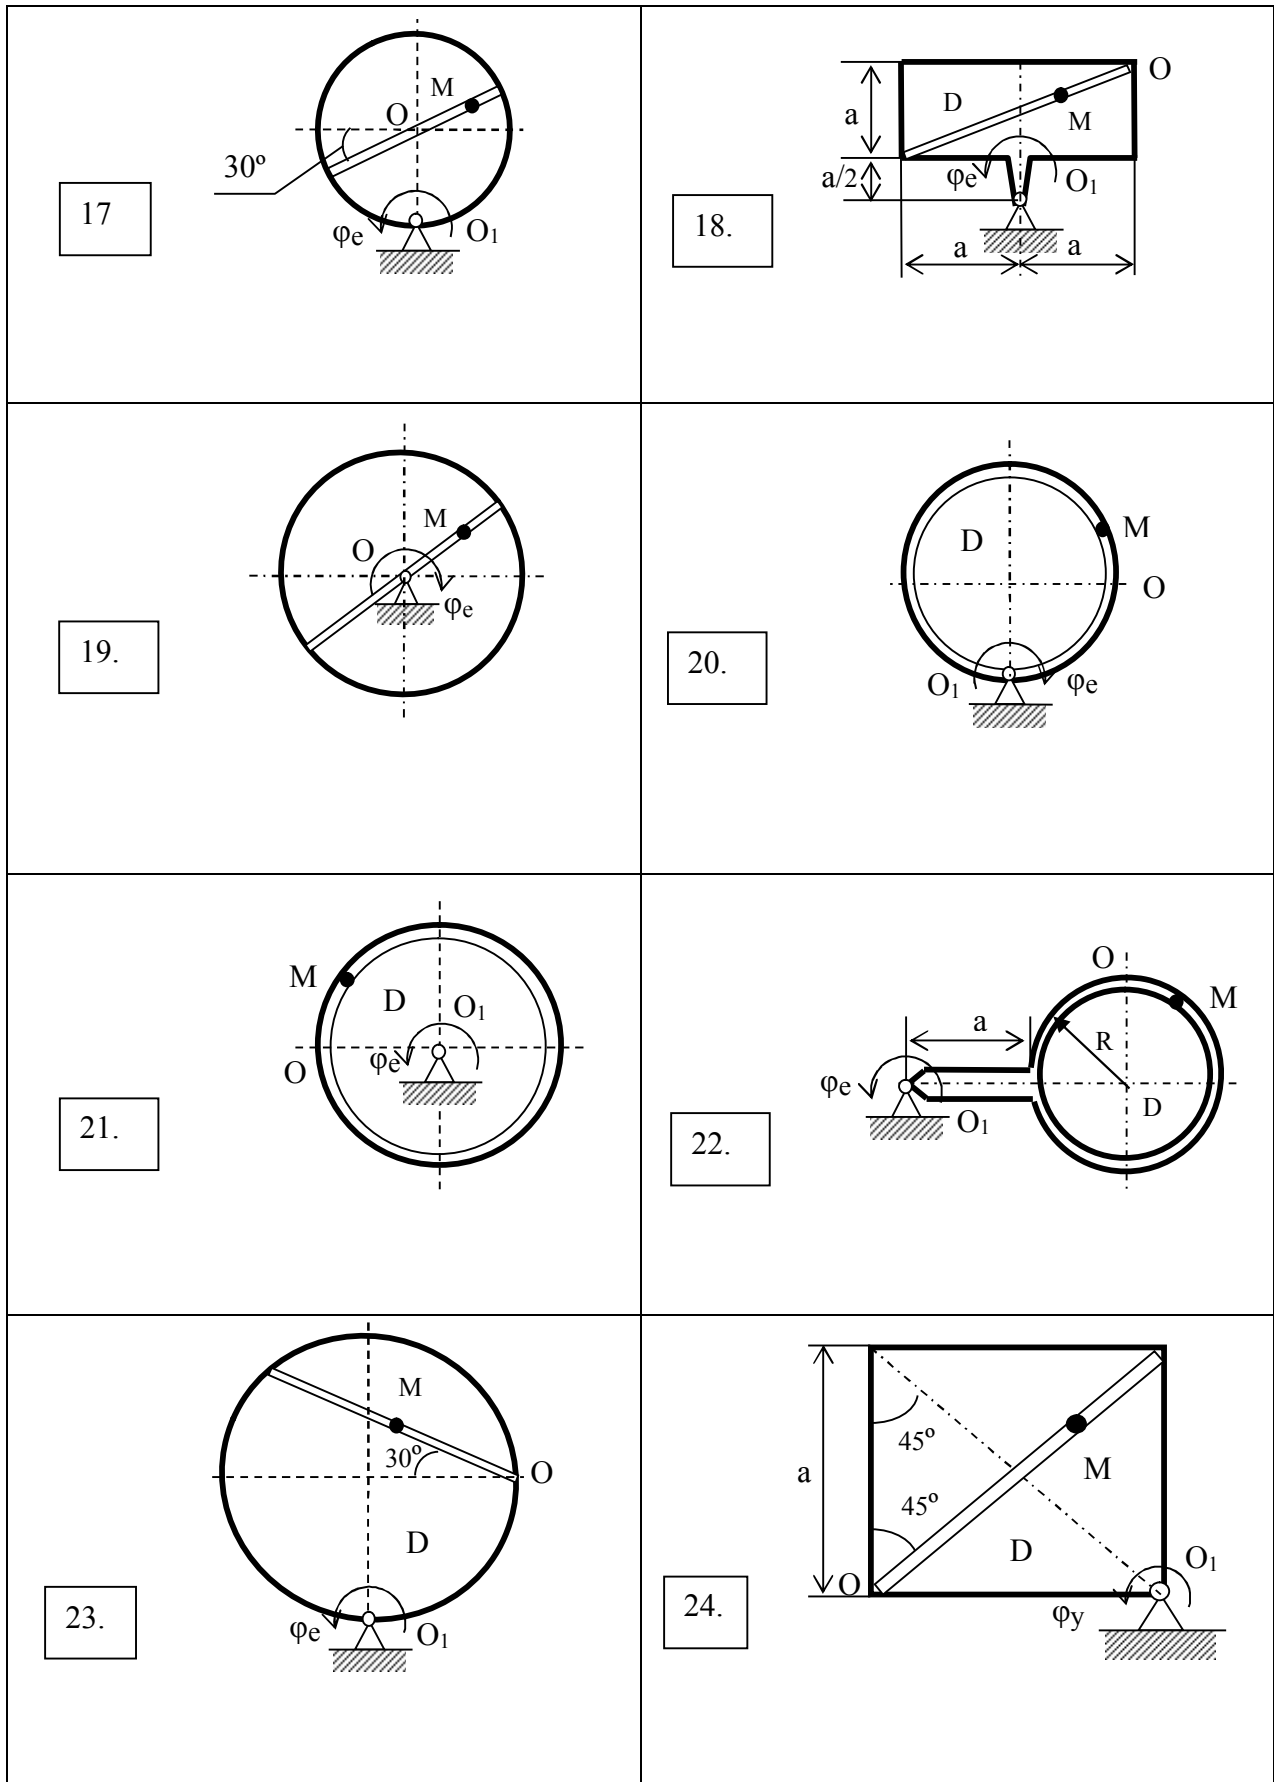 M
O
30º
17
φe
O₁
O
D
a
M
a/2
φe
O₁
18.
a
a
M
O
φe
19.
M
D
O
O₁
φe
20.
M
D
O₁
φe
O
21.
O
M
a
R
φe
O₁
D
22.
M
30º
O
D
φe
O₁
23.
45º
a
M
45º
D
O₁
O
φy
24.